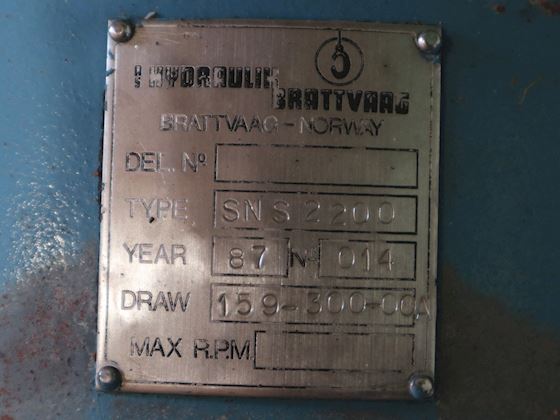 HYDRAULIK
BRATTVAAG
BRATTVAAG - NORWAY
DEL. Nº
TYPE SNS 2200
YEAR 87 Nº 014
DRAW 159-300-00A
MAX R.P.M.